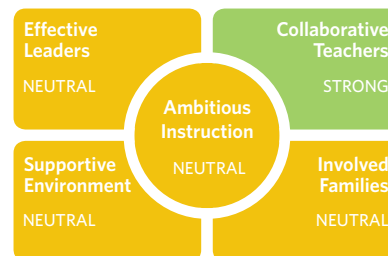 Effective
Leaders
NEUTRAL
Collaborative
Teachers
STRONG
Ambitious
Instruction
NEUTRAL
Supportive
Environment
NEUTRAL
Involved
Families
NEUTRAL